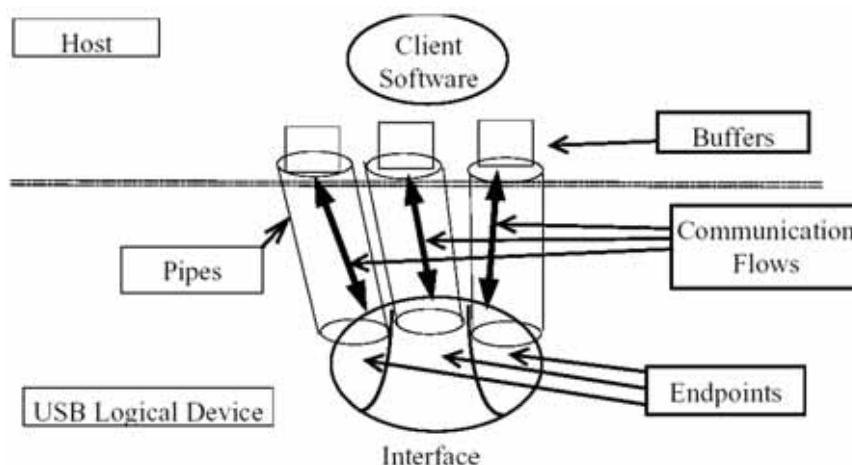 Host
Client
Software
Buffers
Communication
Flows
Pipes
Endpoints
USB Logical Device
Interface